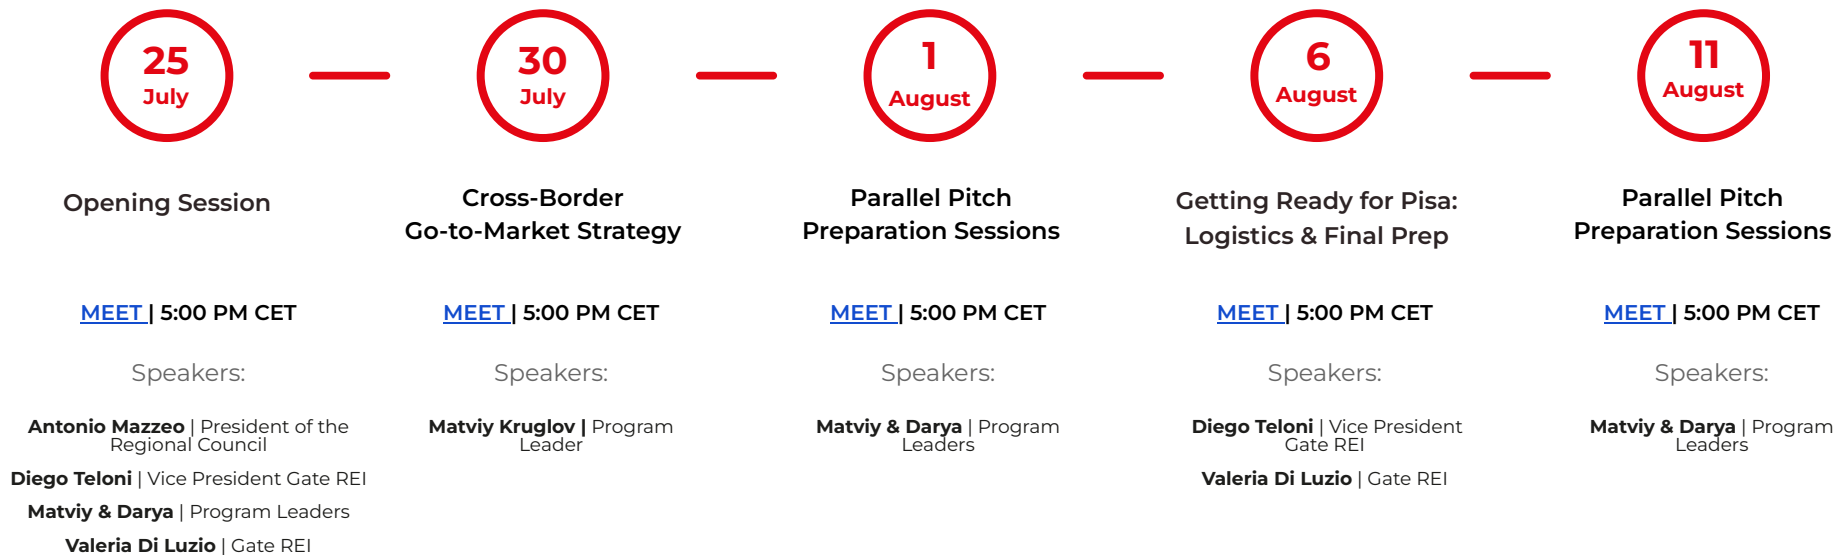 25
July
Opening Session
MEET | 5:00 PM CET
Speakers:
Antonio Mazzeo | President of the
Regional Council
Diego Teloni | Vice President Gate REI
Matviy & Darya | Program Leaders
Valeria Di Luzio | Gate REI
30
July
Cross-Border
Go-to-Market Strategy
MEET | 5:00 PM CET
Speakers:
Matviy Kruglov | Program
Leader
1
August
Parallel Pitch
Preparation Sessions
MEET | 5:00 PM CET
Speakers:
Matviy & Darya | Program
Leaders
6
August
Getting Ready for Pisa:
Logistics & Final Prep
MEET | 5:00 PM CET
Speakers:
Diego Teloni | Vice President
Gate REI
Valeria Di Luzio | Gate REI
11
August
Parallel Pitch
Preparation Sessions
MEET | 5:00 PM CET
Speakers:
Matviy & Darya | Program
Leaders